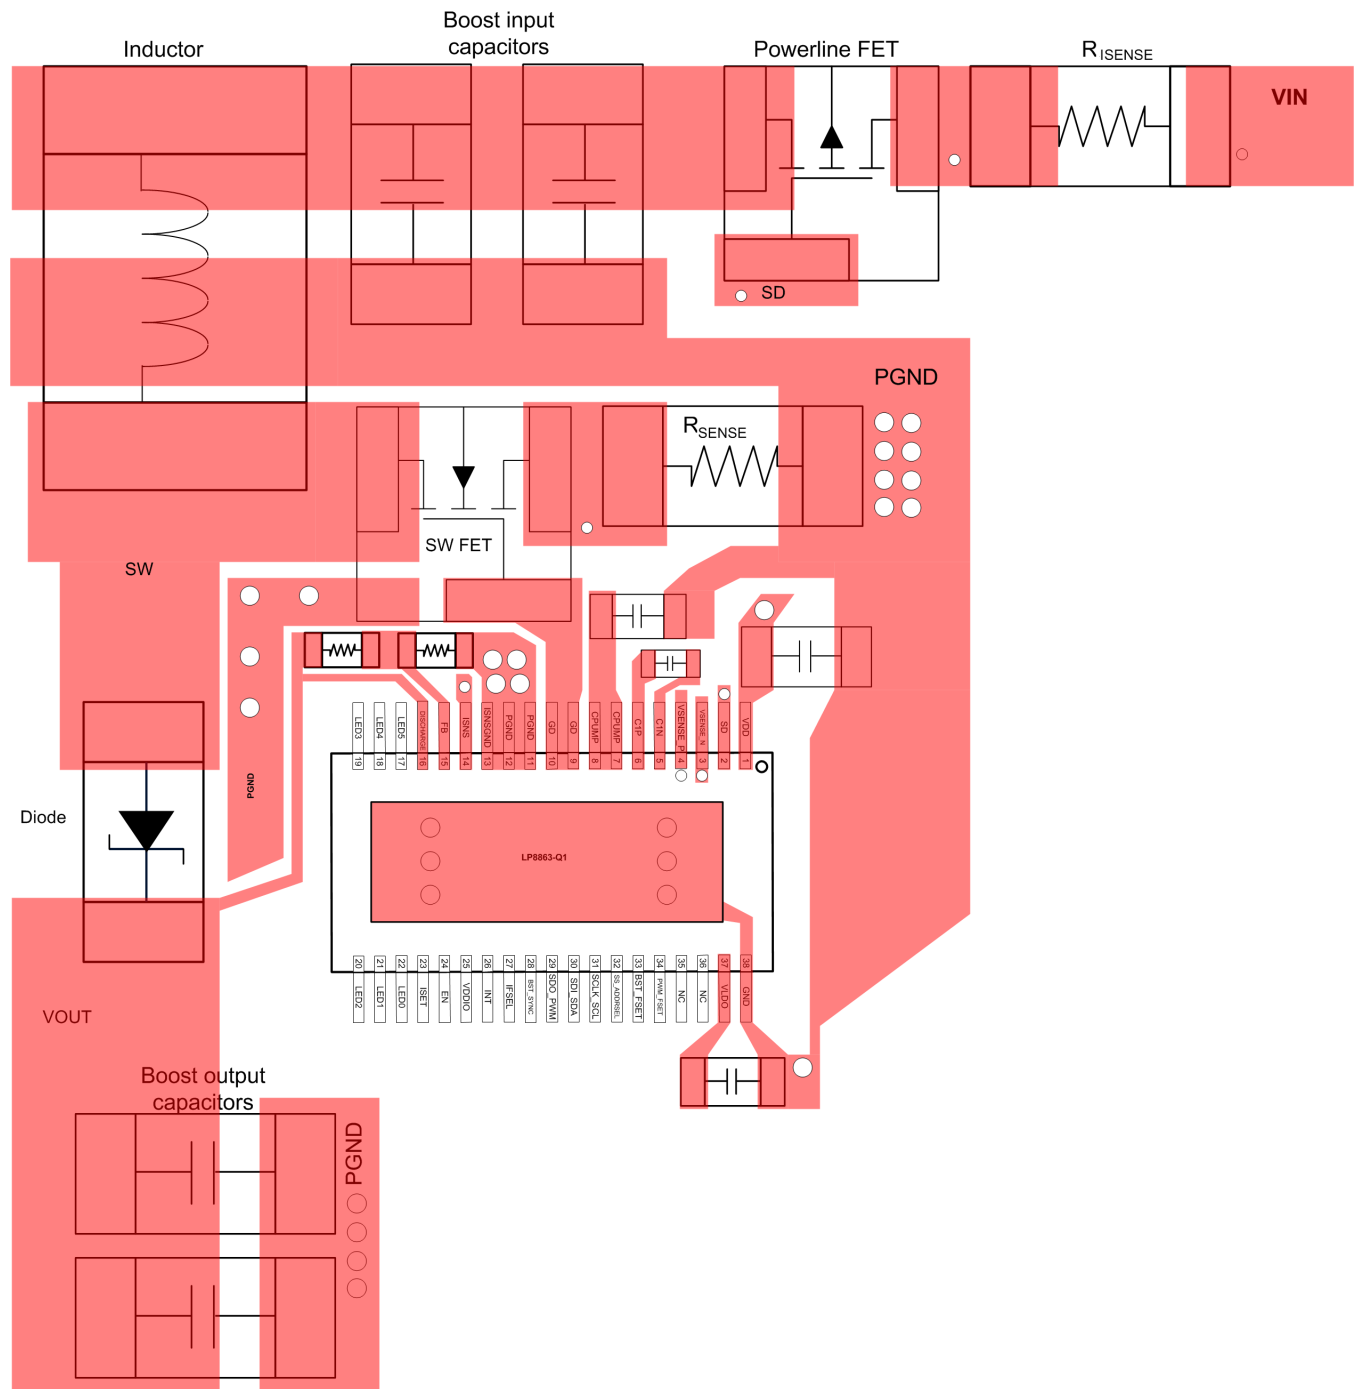 Inductor
Boost input
capacitors
Powerline FET
RISENSE
VIN
SD
PGND
RSENSE
SW FET
SW
LED3
LED4
LED5
DISCHARGE
FB
ISNS
ISNSGND
PGND
PGND
GD
GD
CPUMP
CPUMP
C1P
C1N
VSENSE_P
VSENSE_N
SD
VDD
19
18
17
16
15
14
13
12
11
10
9
8
7
6
5
4
3
2
1
PGND
Diode
LP8863-Q1
20
21
22
23
24
25
26
27
28
29
30
31
32
33
34
35
36
37
38
LED2
LED1
LED0
ISET
EN
VDDIO
INT
IFSEL
BST_SYNC
SDO_PWM
SDI_SDA
SCLK_SCL
SS_ADDRSEL
BST_FSET
PWM_FSET
NC
NC
VLDO
GND
VOUT
Boost output
capacitors
PGND